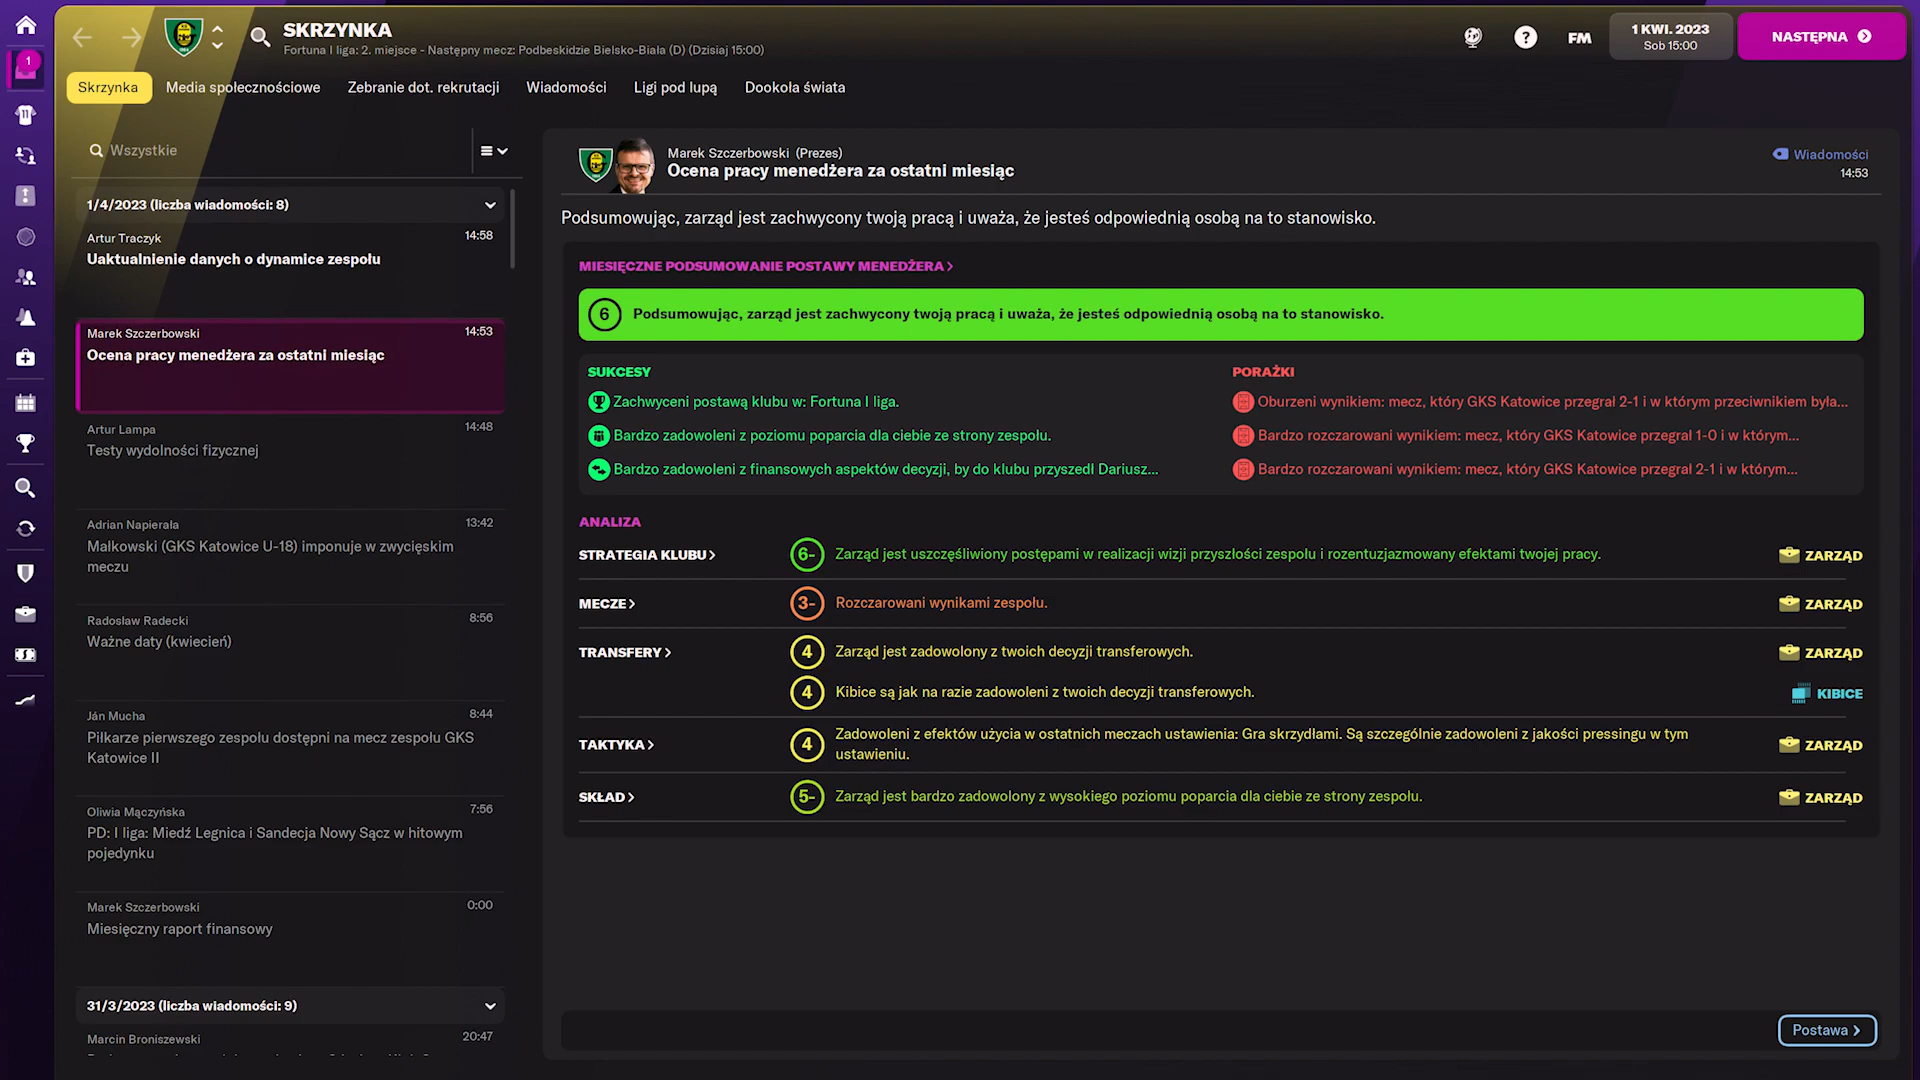 SKRZYNKA
Fortuna I liga: 2. miejsce - Następny mecz: Podbeskidzie Bielsko-Biała (D) (Dzisiaj 15:00)
FM
1 KWI. 2023
Sob 15:00
NASTĘPNA
1
Skrzynka
Media społecznościowe
Zebranie dot. rekrutacji
Wiadomości
Ligi pod lupą
Dookoła świata
Wszystkie
1/4/2023 (liczba wiadomości: 8)
Artur Traczyk
14:58
Uaktualnienie danych o dynamice zespołu
Marek Szczerbowski
14:53
Ocena pracy menedżera za ostatni miesiąc
Artur Lampa
14:48
Testy wydolności fizycznej
Adrian Napierała
13:42
Małkowski (GKS Katowice U-18) imponuje w zwycięskim
meczu
Radosław Radecki
8:56
Ważne daty (kwiecień)
Ján Mucha
8:44
Piłkarze pierwszego zespołu dostępni na mecz zespołu GKS
Katowice II
Oliwia Mączyńska
7:56
PD: I liga: Miedź Legnica i Sandecja Nowy Sącz w hitowym
pojedynku
Marek Szczerbowski
0:00
Miesięczny raport finansowy
31/3/2023 (liczba wiadomości: 9)
Marcin Broniszewski
20:47
Marek Szczerbowski (Prezes)
Ocena pracy menedżera za ostatni miesiąc
Wiadomości
14:53
Podsumowując, zarząd jest zachwycony twoją pracą i uważa, że jesteś odpowiednią osobą na to stanowisko.
MIESIĘCZNE PODSUMOWANIE POSTAWY MENEDŻERA
6 Podsumowując, zarząd jest zachwycony twoją pracą i uważa, że jesteś odpowiednią osobą na to stanowisko.
SUKCESY
Zachwyceni postawą klubu w: Fortuna I liga.
Bardzo zadowoleni z poziomu poparcia dla ciebie ze strony zespołu.
Bardzo zadowoleni z finansowych aspektów decyzji, by do klubu przyszedł Dariusz...
PORAŻKI
Oburzeni wynikiem: mecz, który GKS Katowice przegrał 2-1 i w którym przeciwnikiem była...
Bardzo rozczarowani wynikiem: mecz, który GKS Katowice przegrał 1-0 i w którym...
Bardzo rozczarowani wynikiem: mecz, który GKS Katowice przegrał 2-1 i w którym...
ANALIZA
STRATEGIA KLUBU
6- Zarząd jest uszczęśliwiony postępami w realizacji wizji przyszłości zespołu i rozentuzjazmowany efektami twojej pracy.
ZARZĄD
MECZE
3- Rozczarowani wynikami zespołu.
ZARZĄD
TRANSFERY
4 Zarząd jest zadowolony z twoich decyzji transferowych.
ZARZĄD
4 Kibice są jak na razie zadowoleni z twoich decyzji transferowych.
KIBICE
TAKTYKA
4 Zadowoleni z efektów użycia w ostatnich meczach ustawienia: Gra skrzydłami. Są szczególnie zadowoleni z jakości pressingu w tym
ustawieniu.
ZARZĄD
SKŁAD
5- Zarząd jest bardzo zadowolony z wysokiego poziomu poparcia dla ciebie ze strony zespołu.
ZARZĄD
Postawa